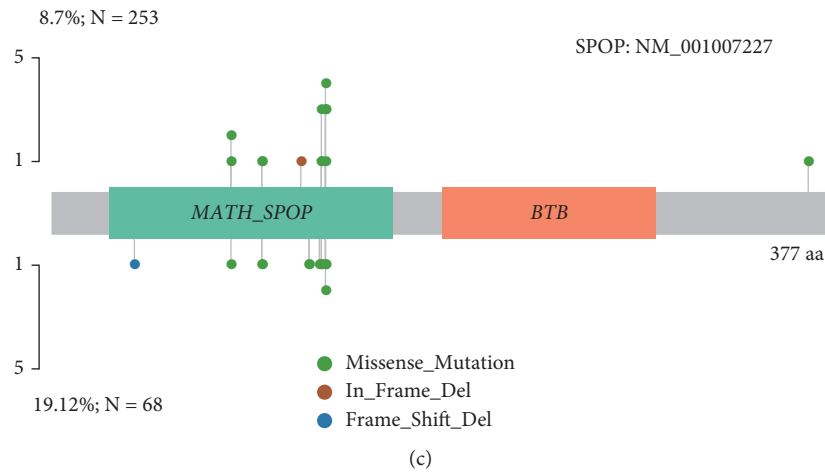 8.7%; N = 253
SPOP: NM_001007227
5
1
MATH_SPOP
BTB
377 aa
1
5
Missense_Mutation
In_Frame_Del
Frame_Shift_Del
19.12%; N = 68
(c)